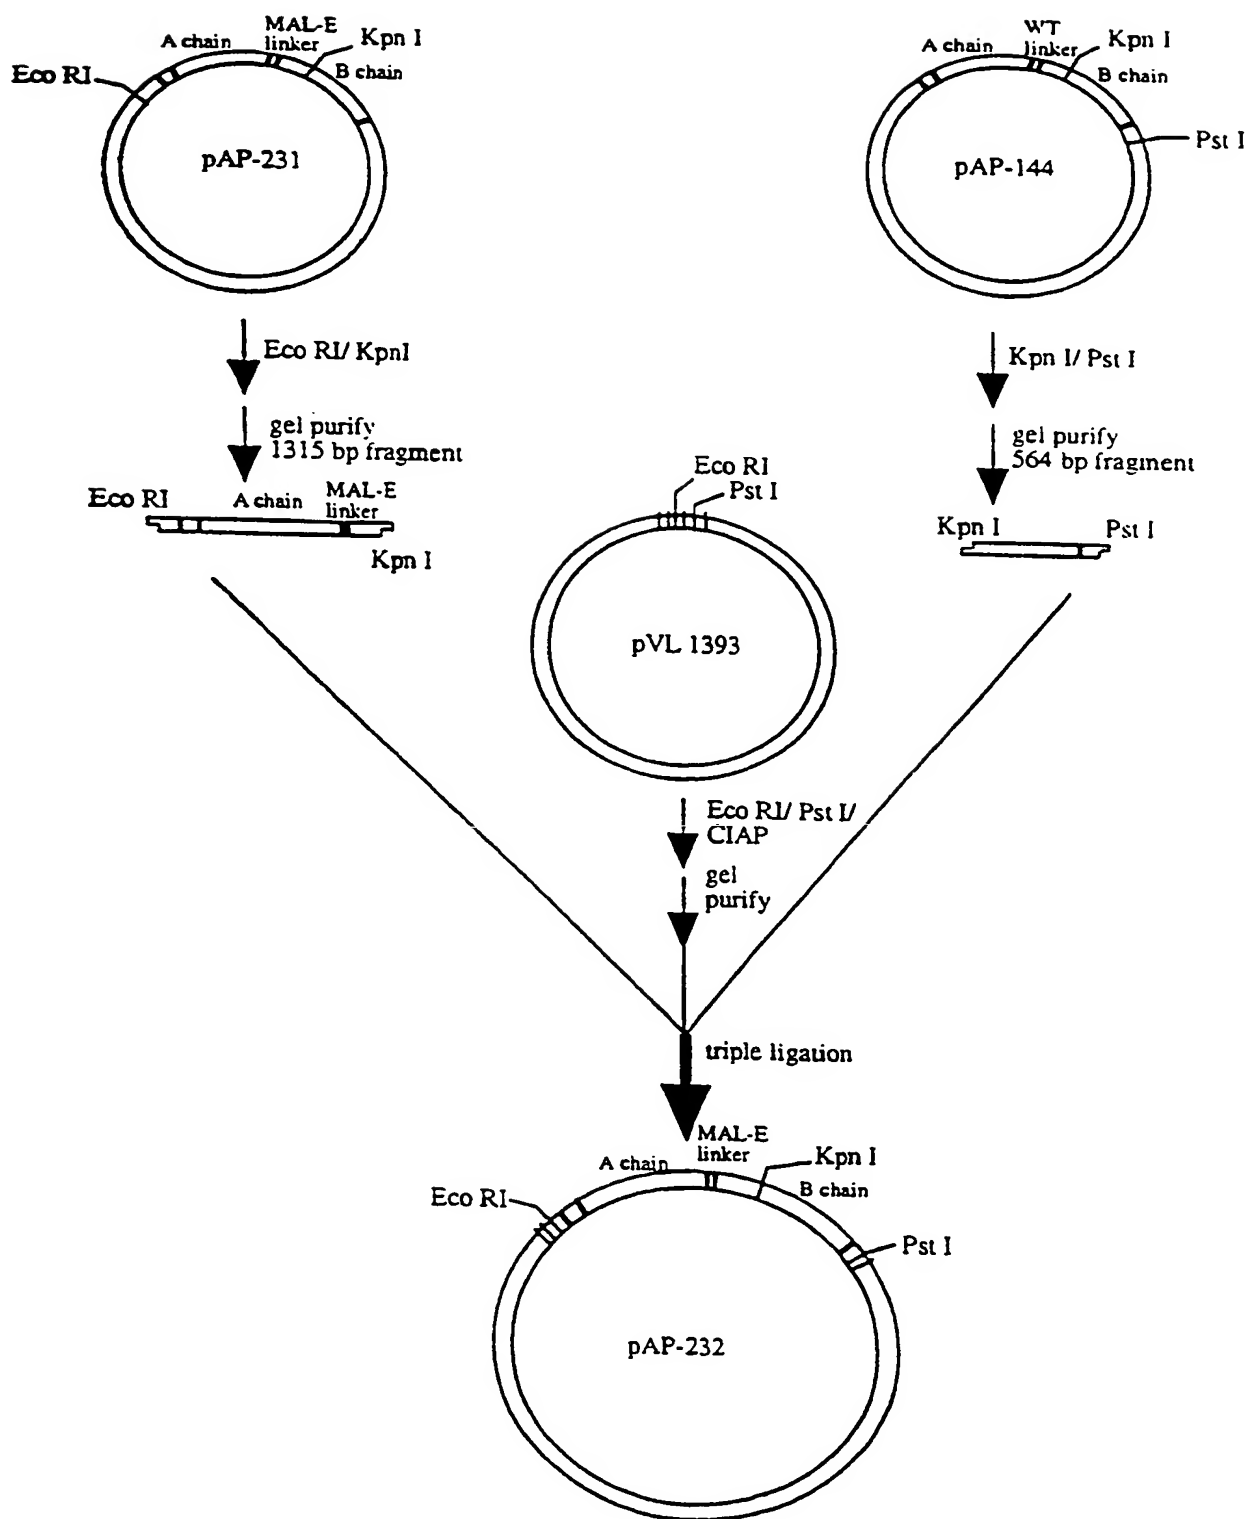 A chain
MAL-E
linker
Kpn I
Eco RI
B chain
pAP-231
A chain
WT
linker
Kpn I
B chain
Pst I
pAP-144
Eco RI/ KpnI
gel purify
1315 bp fragment
Kpn I/ Pst I
gel purify
564 bp fragment
Eco RI
A chain
MAL-E
linker
Kpn I
Eco RI
Pst I
Kpn I
Pst I
pVL 1393
Eco RI/ Pst I/
CIAP
gel
purify
triple ligation
MAL-E
linker
A chain
Kpn I
B chain
Eco RI
Pst I
pAP-232